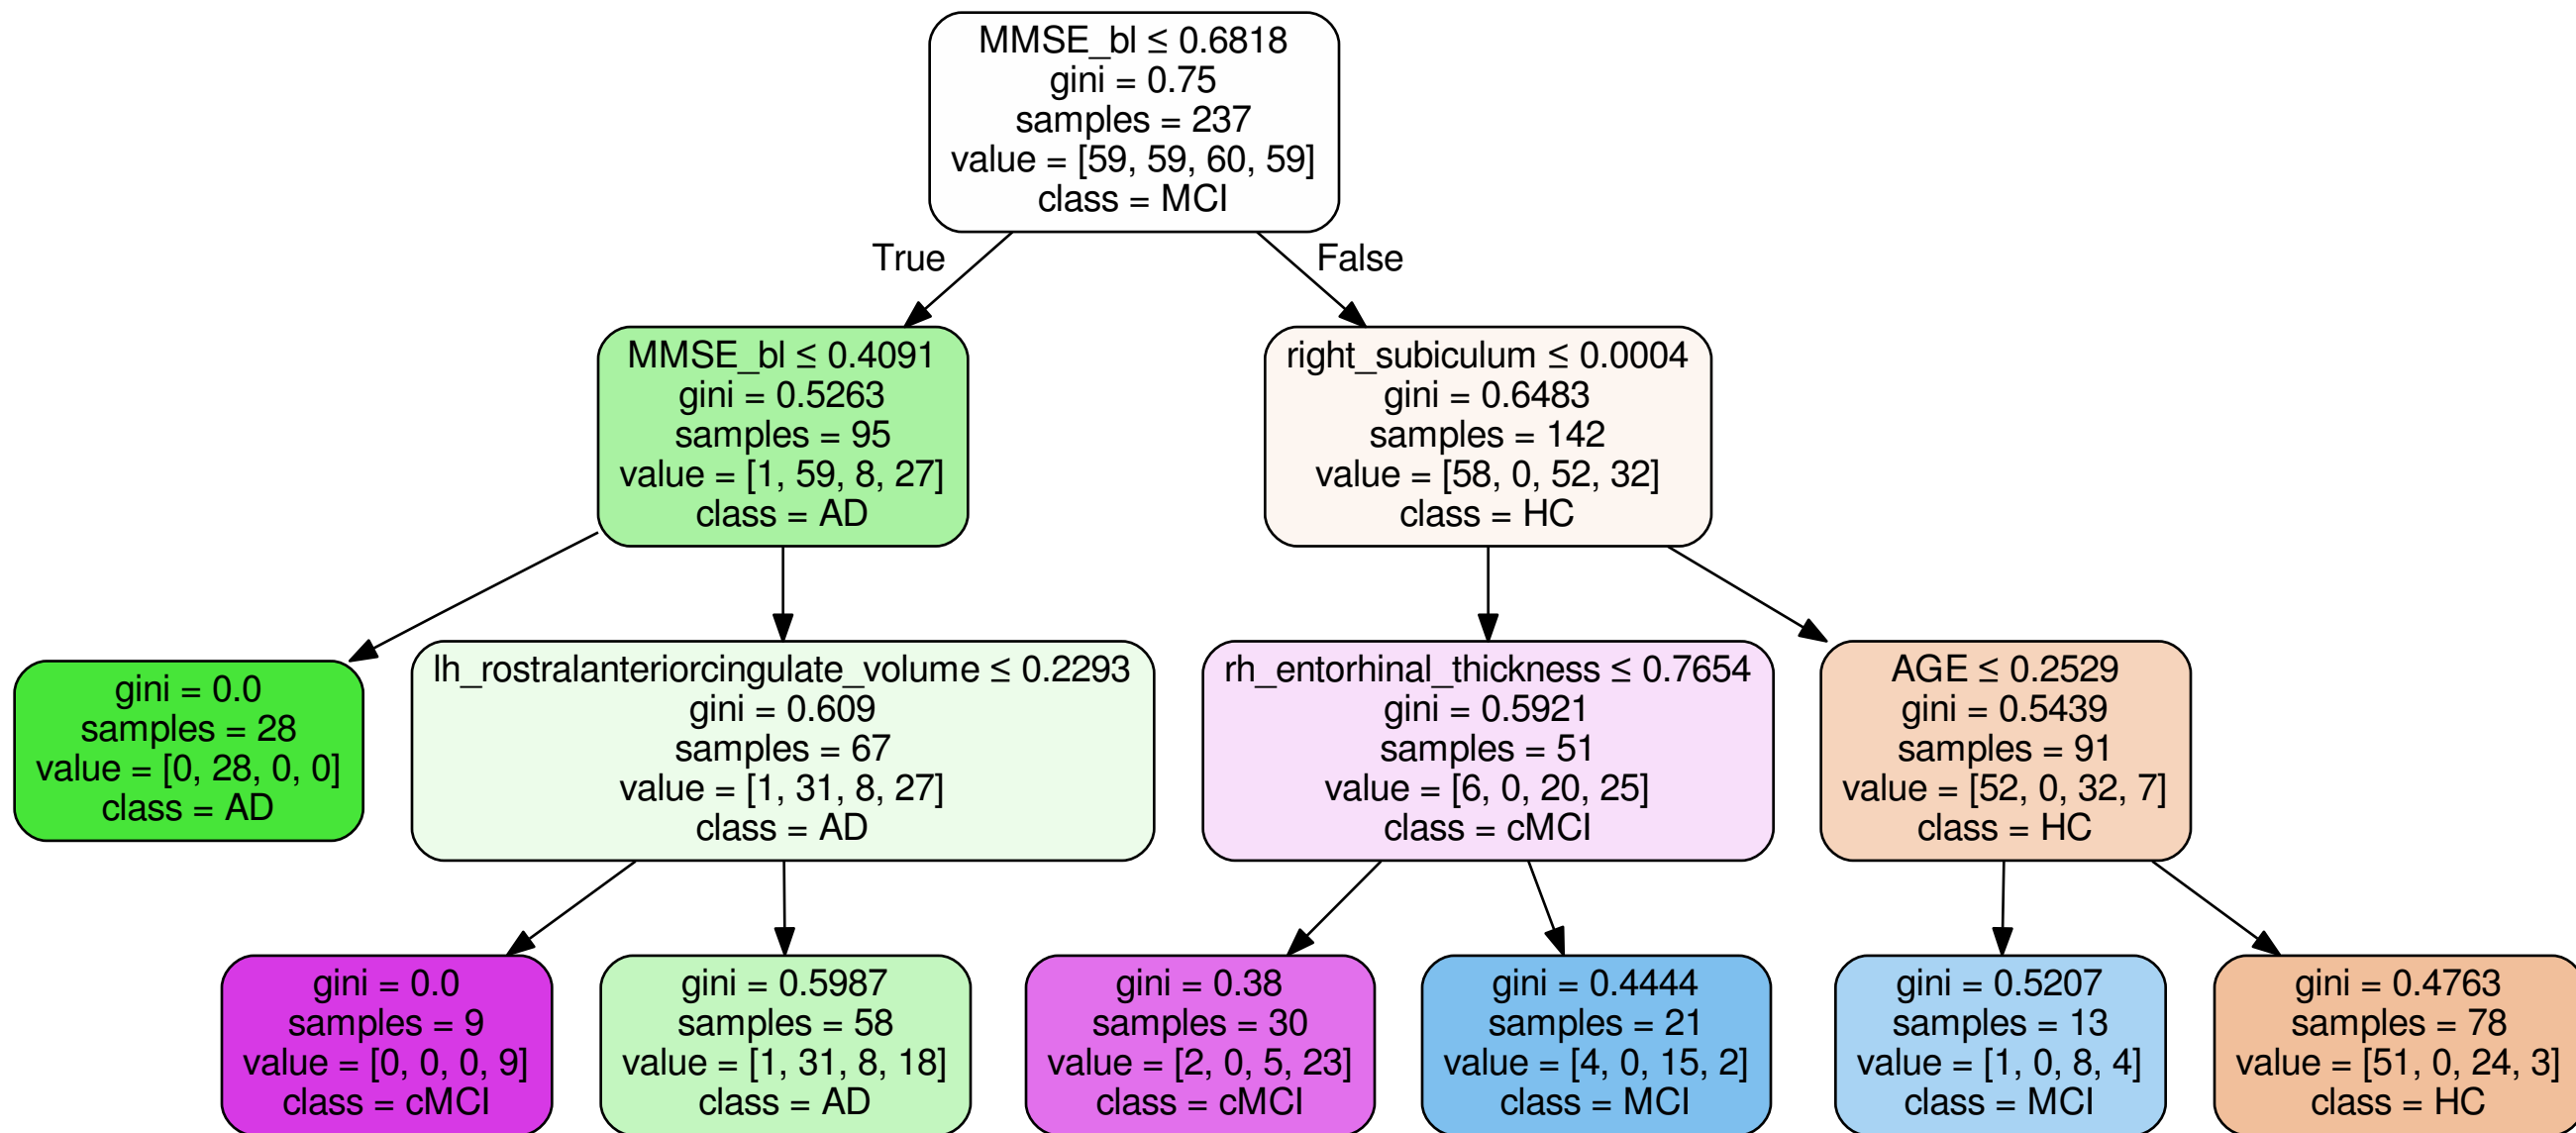 MMSE_bl ≤ 0.6818
gini = 0.75
samples = 237
value = [59, 59, 60, 59]
class = MCI
True
False
MMSE_bl ≤ 0.4091
gini = 0.5263
samples = 95
value = [1, 59, 8, 27]
class = AD
right_subiculum ≤ 0.0004
gini = 0.6483
samples = 142
value = [58, 0, 52, 32]
class = HC
gini = 0.0
samples = 28
value = [0, 28, 0, 0]
class = AD
lh_rostralanteriorcingulate_volume ≤ 0.2293
gini = 0.609
samples = 67
value = [1, 31, 8, 27]
class = AD
rh_entorhinal_thickness ≤ 0.7654
gini = 0.5921
samples = 51
value = [6, 0, 20, 25]
class = cMCI
AGE ≤ 0.2529
gini = 0.5439
samples = 91
value = [52, 0, 32, 7]
class = HC
gini = 0.0
samples = 9
value = [0, 0, 0, 9]
class = cMCI
gini = 0.5987
samples = 58
value = [1, 31, 8, 18]
class = AD
gini = 0.38
samples = 30
value = [2, 0, 5, 23]
class = cMCI
gini = 0.4444
samples = 21
value = [4, 0, 15, 2]
class = MCI
gini = 0.5207
samples = 13
value = [1, 0, 8, 4]
class = MCI
gini = 0.4763
samples = 78
value = [51, 0, 24, 3]
class = HC